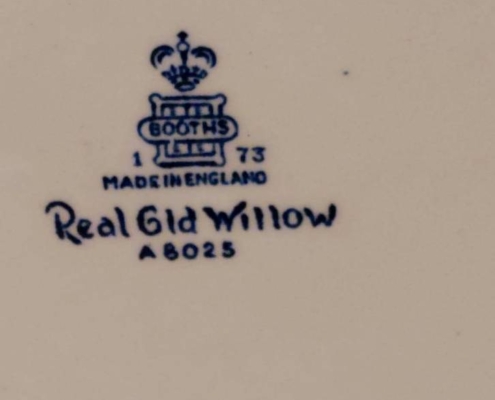 BOOTHS
1 73
MADE IN ENGLAND
Real Old Willow
A8025